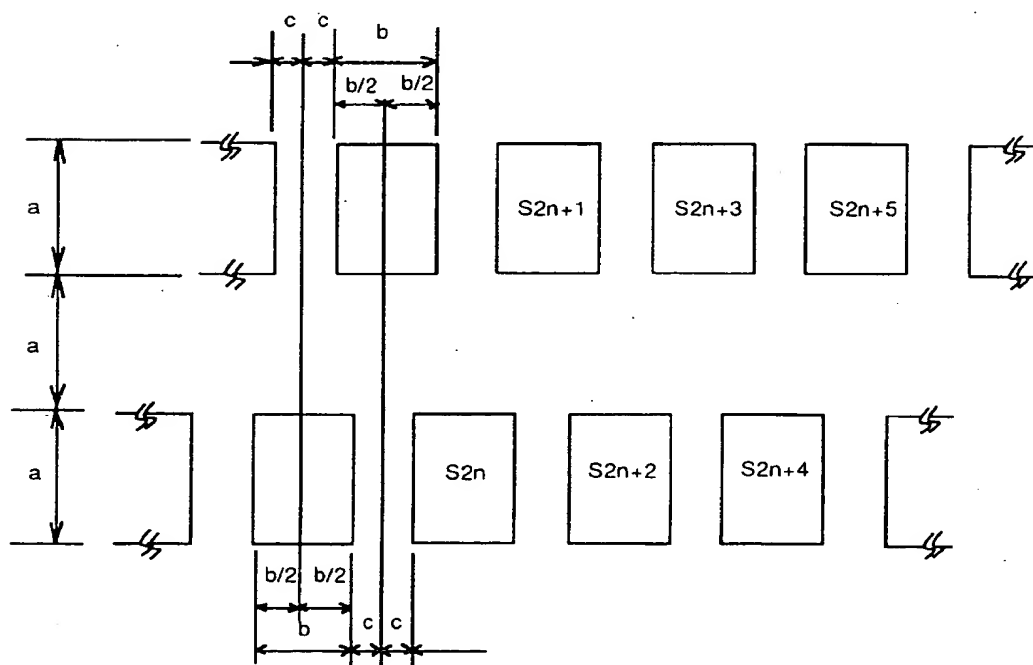 c c b
b/2 b/2
a
S2n+1 S2n+3 S2n+5
a
a
S2n S2n+2 S2n+4
b/2 b/2
b c c